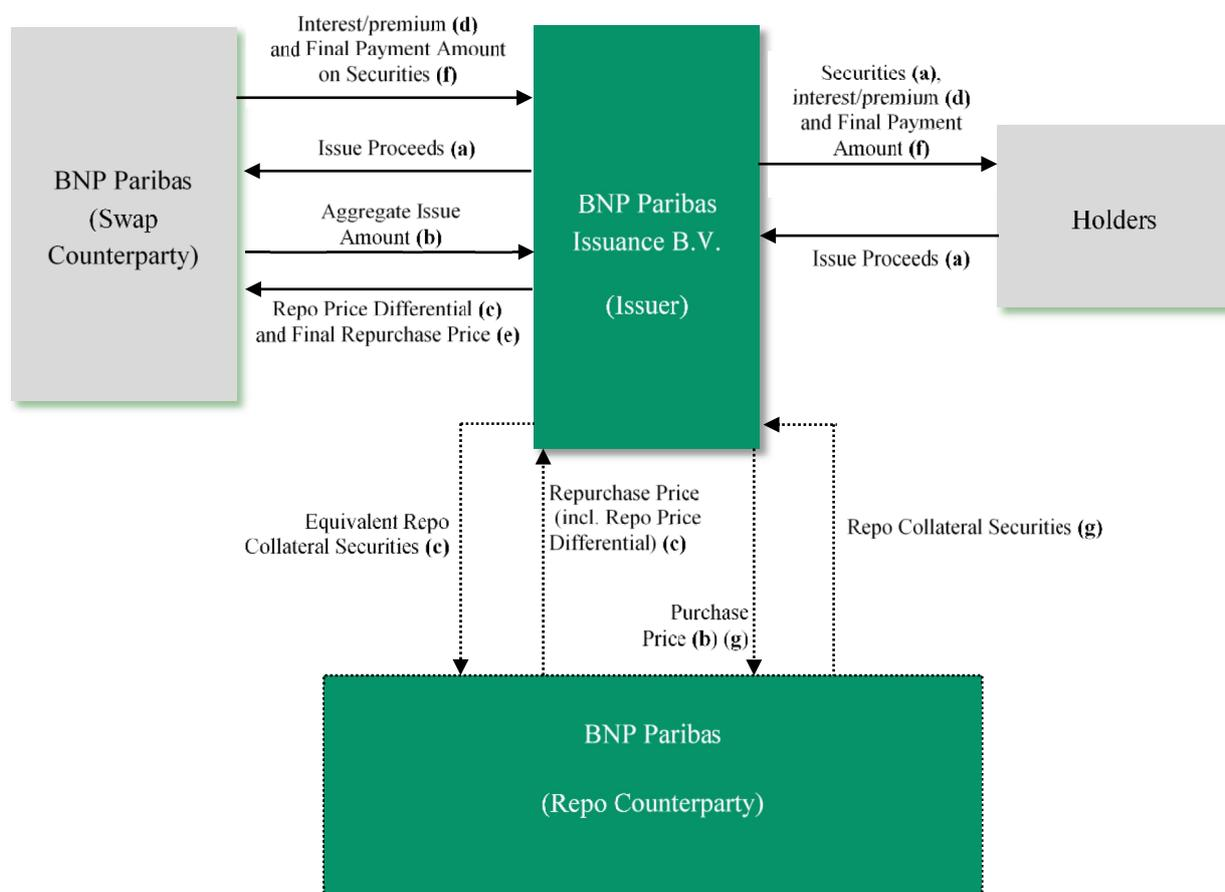 Interest/premium (d)
and Final Payment Amount
on Securities (f)
Issue Proceeds (a)
Aggregate Issue
Amount (b)
Repo Price Differential (c)
and Final Repurchase Price (e)
BNP Paribas
(Swap
Counterparty)
BNP Paribas
Issuance B.V.
(Issuer)
Securities (a),
interest/premium (d)
and Final Payment
Amount (f)
Issue Proceeds (a)
Holders
Equivalent Repo
Collateral Securities (c)
Repurchase Price
(incl. Repo Price
Differential) (c)
Purchase
Price (b) (g)
Repo Collateral Securities (g)
BNP Paribas
(Repo Counterparty)